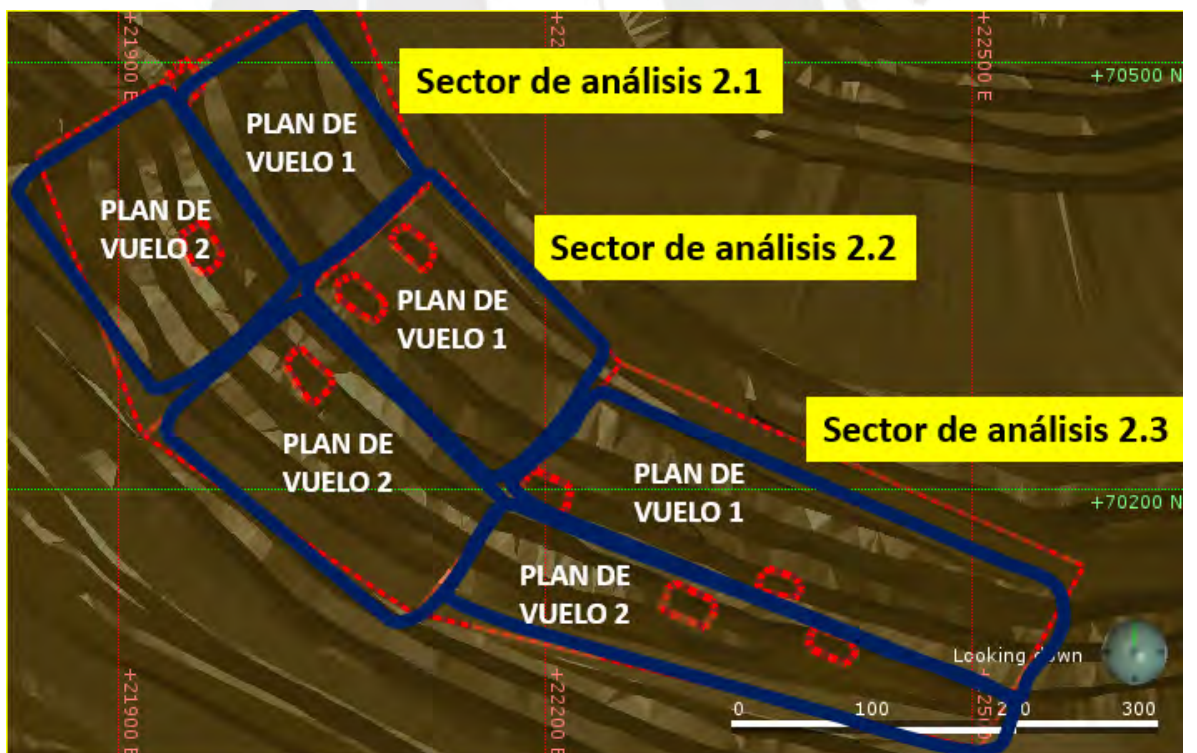 +21900 E
+22
+22500 E
+70500 N
Sector de análisis 2.1
PLAN DE
VUELO 1
PLAN DE
VUELO 2
Sector de análisis 2.2
PLAN DE
VUELO 1
Sector de análisis 2.3
PLAN DE
VUELO 2
PLAN DE
VUELO 1
+70200 N
PLAN DE
VUELO 2
Looking down
+21900 E
+22200 E
0 100 200 300